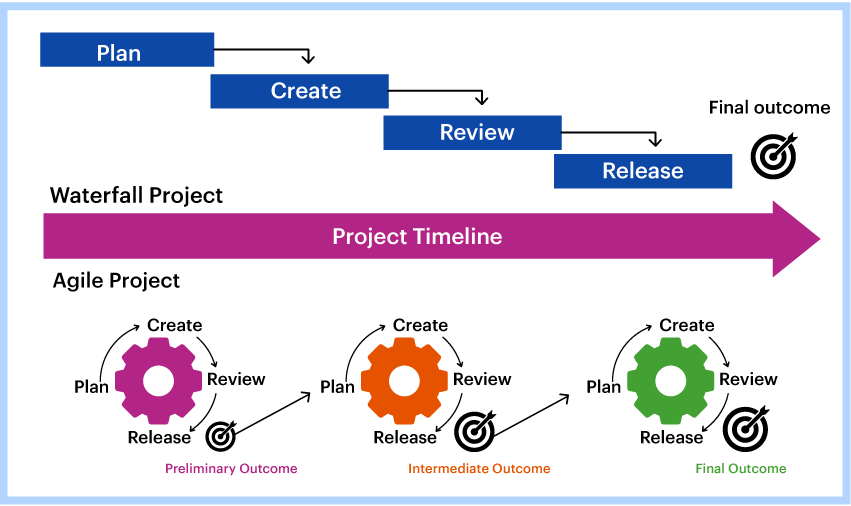 Plan
Create
Review
Release
Final outcome
Waterfall Project
Project Timeline
Agile Project
Create
Plan
Review
Release
Preliminary Outcome
Create
Plan
Review
Release
Intermediate Outcome
Create
Plan
Review
Release
Final Outcome